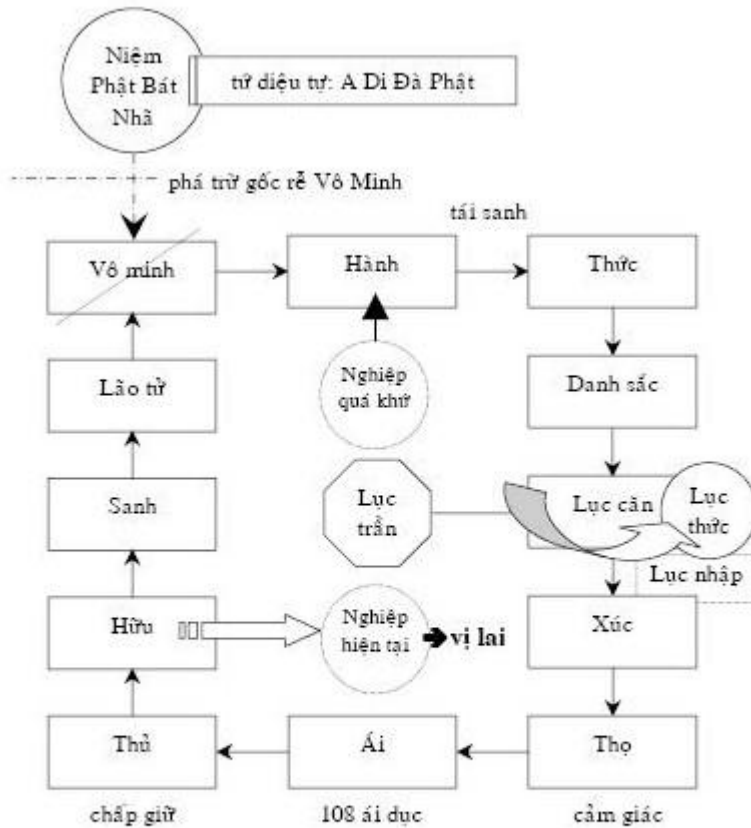 Niệm
Phật Bát
Nhã
tứ diệu tự: A Di Đà Phật
phá trừ gốc rễ Vô Minh
tái sanh
Vô minh
Hành
Thức
Lão tử
Nghiệp
quá khứ
Danh sắc
Sanh
Lục
trần
Lục căn
Lục
thức
Lục nhập
Hữu
Nghiệp
hiện tại
vị lai
Xúc
Thủ
Ái
Thọ
chấp giữ
108 ái dục
cảm giác